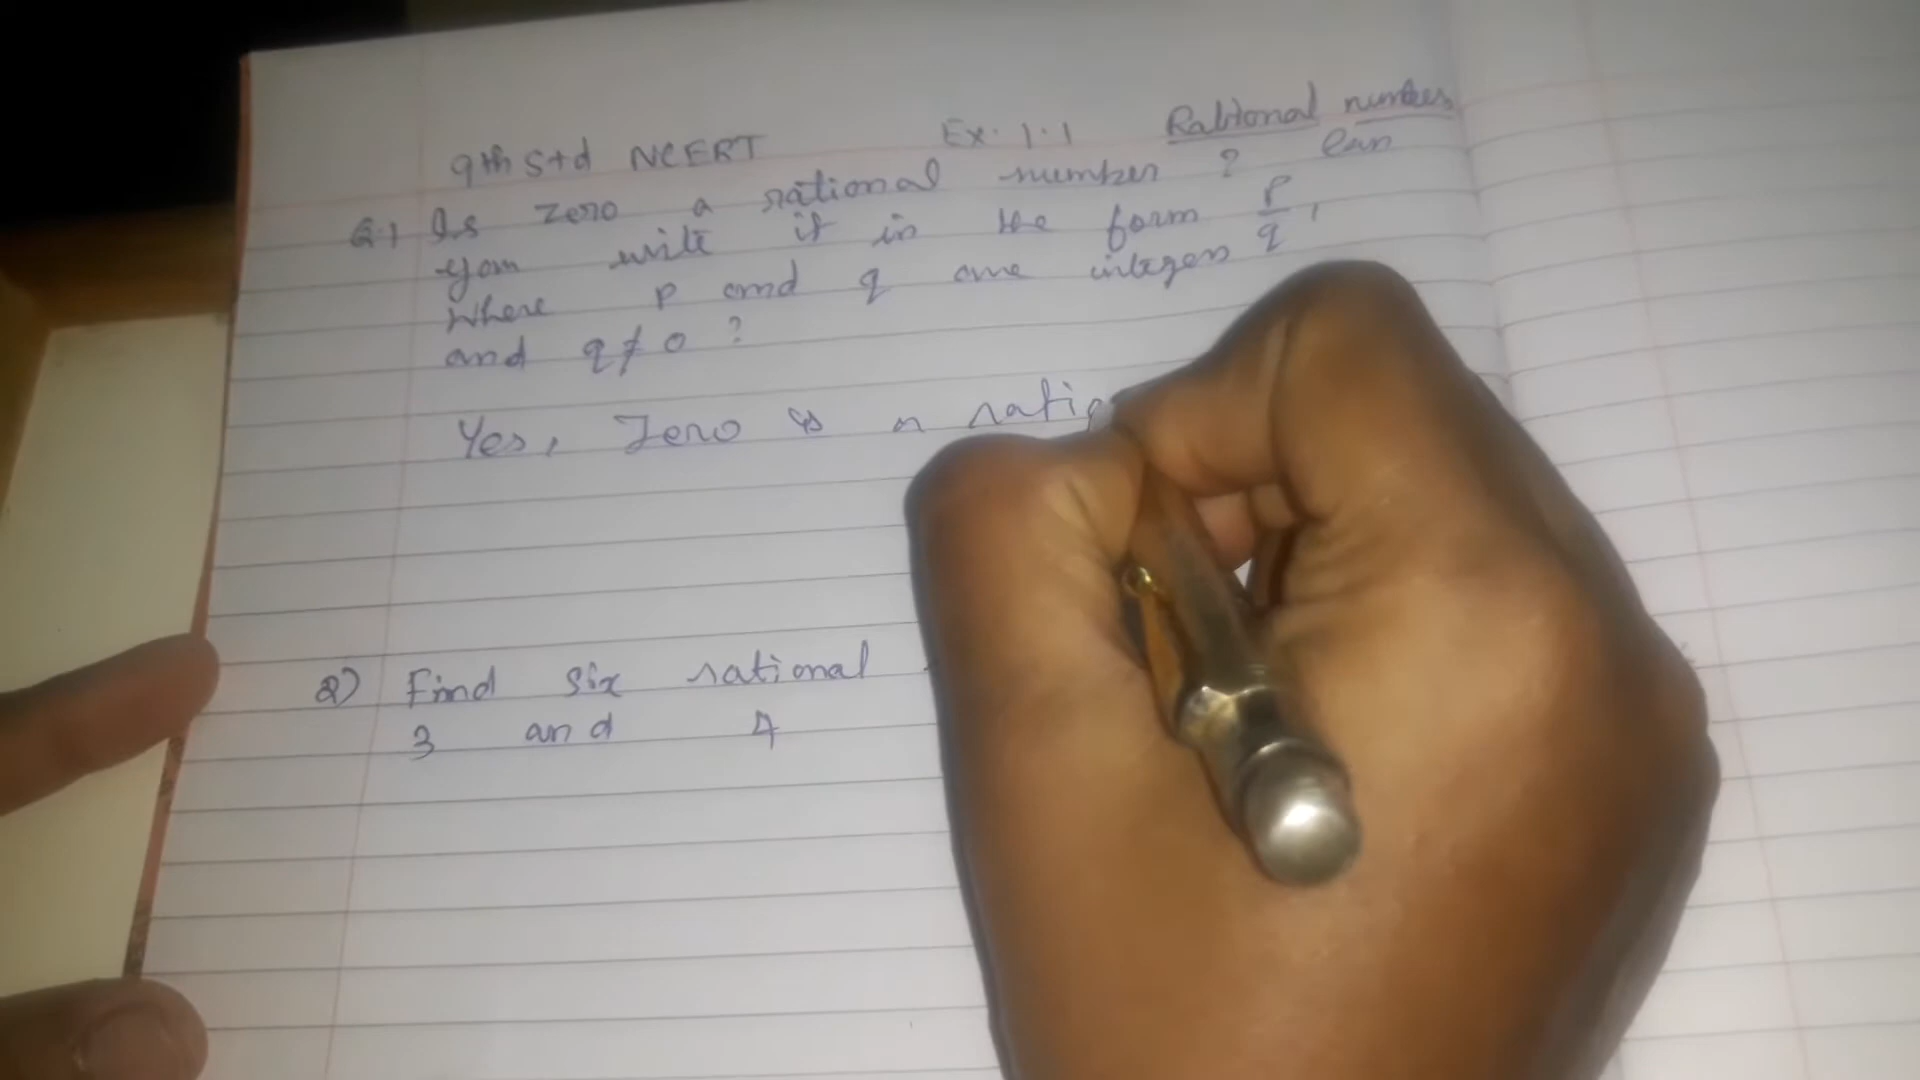 9th std NCERT Ex. 1.1 Rational number
Q.1 Is zero a rational number ? can
you write it in the form p/q,
where p and q are integers
and q ≠ 0 ?
Yes, Zero is a ratio
2) Find six rational
3 and 4